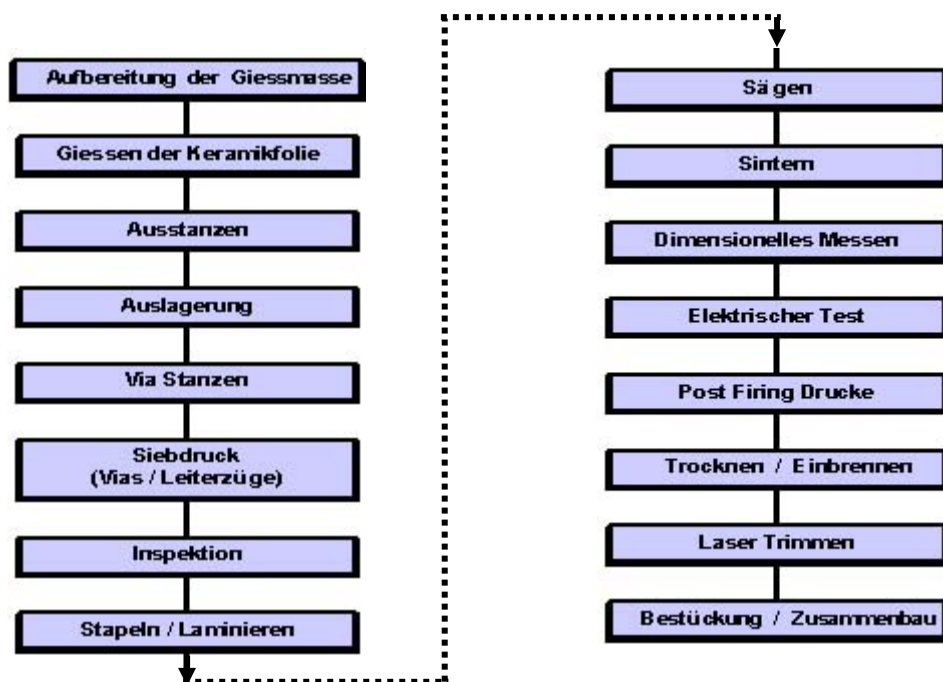 Aufbereitung der Giessmasse
Giessen der Keramikfolie
Ausstanzen
Auslagerung
Via Stanzen
Siebdruck
(Vias / Leiterzüge)
Inspektion
Stapeln / Laminieren
Sägen
Sintern
Dimensionelles Messen
Elektrischer Test
Post Firing Drucke
Trocknen / Einbrennen
Laser Trimmen
Bestückung / Zusammenbau